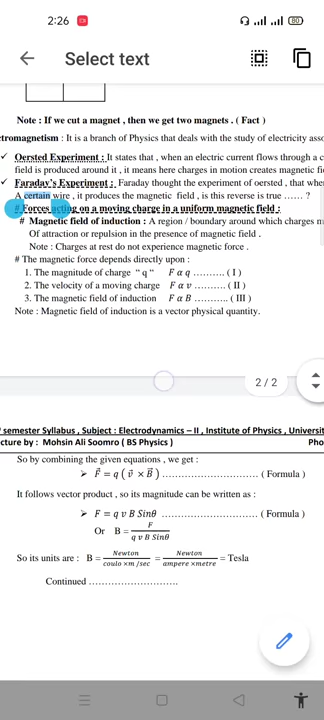 2:26
80
Select text
Note : If we cut a magnet , then we get two magnets . ( Fact )
ctromagnetism : It is a branch of Physics that deals with the study of electricity asso
✓ Oersted Experiment : It states that , when an electric current flows through a c
field is produced around it , it means here charges in motion creates magnetic fi
✓ Faraday's Experiment : Faraday thought the experiment of oersted , that whe
A certain wire , it produces the magnetic field , is this reverse is true …… ?
# Forces acting on a moving charge in a uniform magnetic field :
# Magnetic field of induction : A region / boundary around which charges m
Of attraction or repulsion in the presence of magnetic field .
Note : Charges at rest do not experience magnetic force .
# The magnetic force depends directly upon :
1. The magnitude of charge " q " F α q ………. ( I )
2. The velocity of a moving charge F α v ………. ( II )
3. The magnetic field of induction F α B ……….. ( III )
Note : Magnetic field of induction is a vector physical quantity.
2 / 2
semester Syllabus , Subject : Electrodynamics – II , Institute of Physics , Universit
cture by : Mohsin Ali Soomro ( BS Physics ) Pho
So by combining the given equations , we get :
➢ F⃗ = q ( v⃗ × B⃗ ) ………………………… ( Formula )
It follows vector product , so its magnitude can be written as :
➢ F = q v B Sinθ ………………………… ( Formula )
Or B = F / q v B Sinθ
So its units are : B = Newton / coulo ×m /sec = Newton / ampere ×metre = Tesla
Continued ……………………….